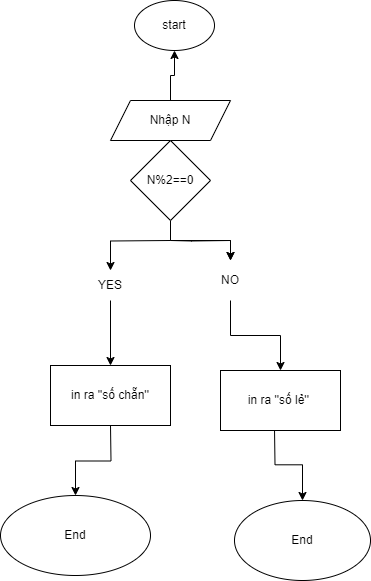 start
Nhập N
N%2==0
YES
NO
in ra "số chẵn"
in ra "số lẻ"
End
End